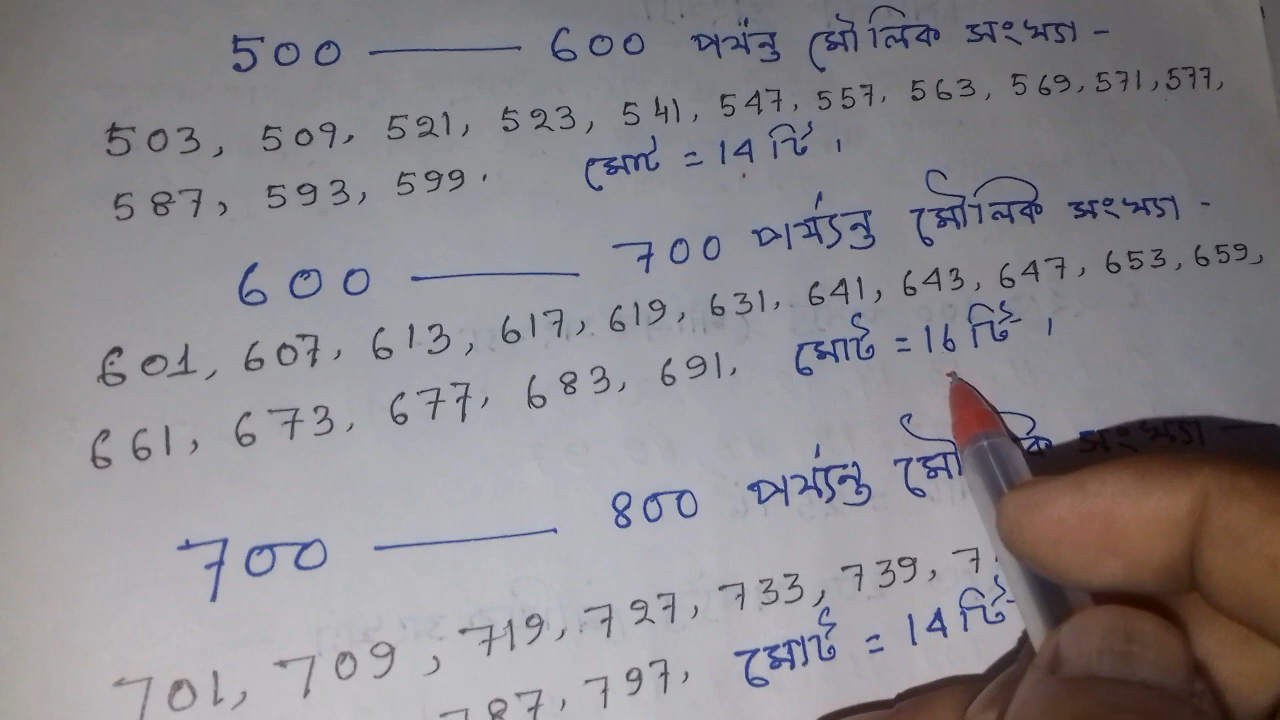 500 — 600 পর্যন্ত মৌলিক সংখ্যা -
503, 509, 521, 523, 541, 547, 557, 563, 569, 571, 577,
587, 593, 599. মোট = 14 টি।
600 — 700 পর্যন্ত মৌলিক সংখ্যা -
601, 607, 613, 617, 619, 631, 641, 643, 647, 653, 659,
661, 673, 677, 683, 691, মোট = 16 টি।
700 — 800 পর্যন্ত মৌলিক সংখ্যা -
701, 709, 719, 727, 733, 739, 7
787, 797, মোট = 14 টি